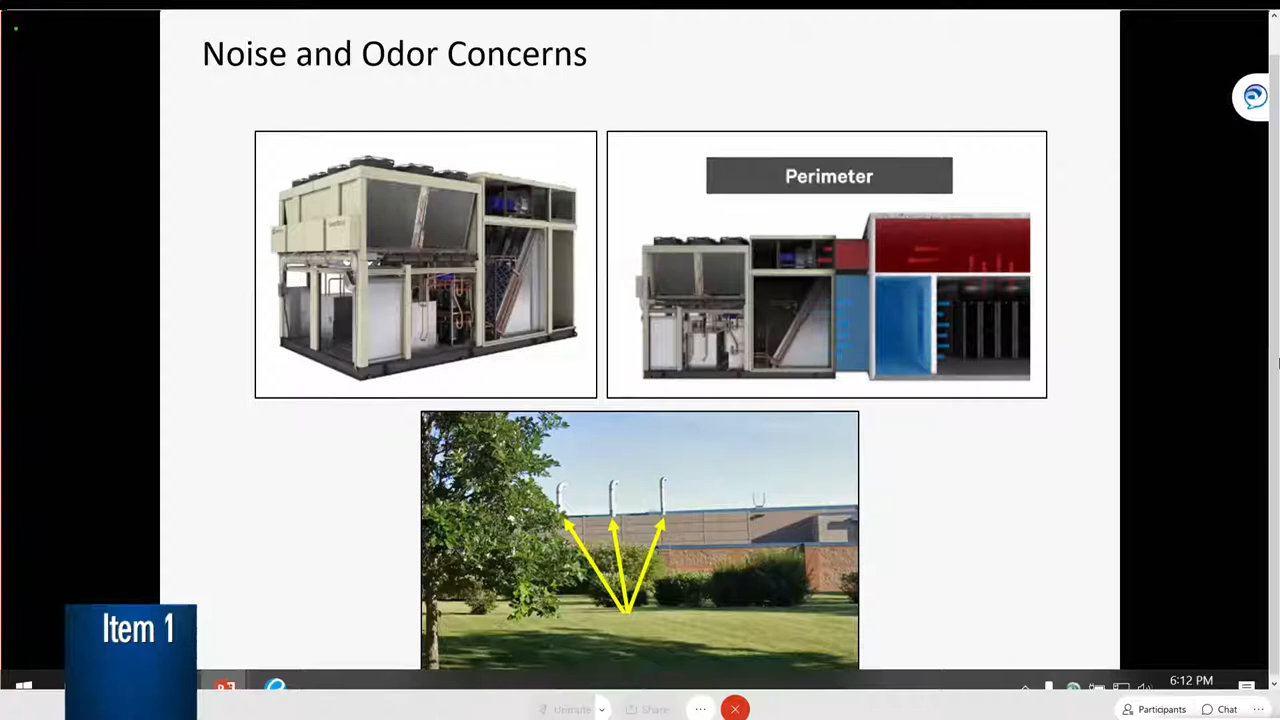 Noise and Odor Concerns
Perimeter
Item 1
6:12 PM
Unmute
Share
Participants
Chat